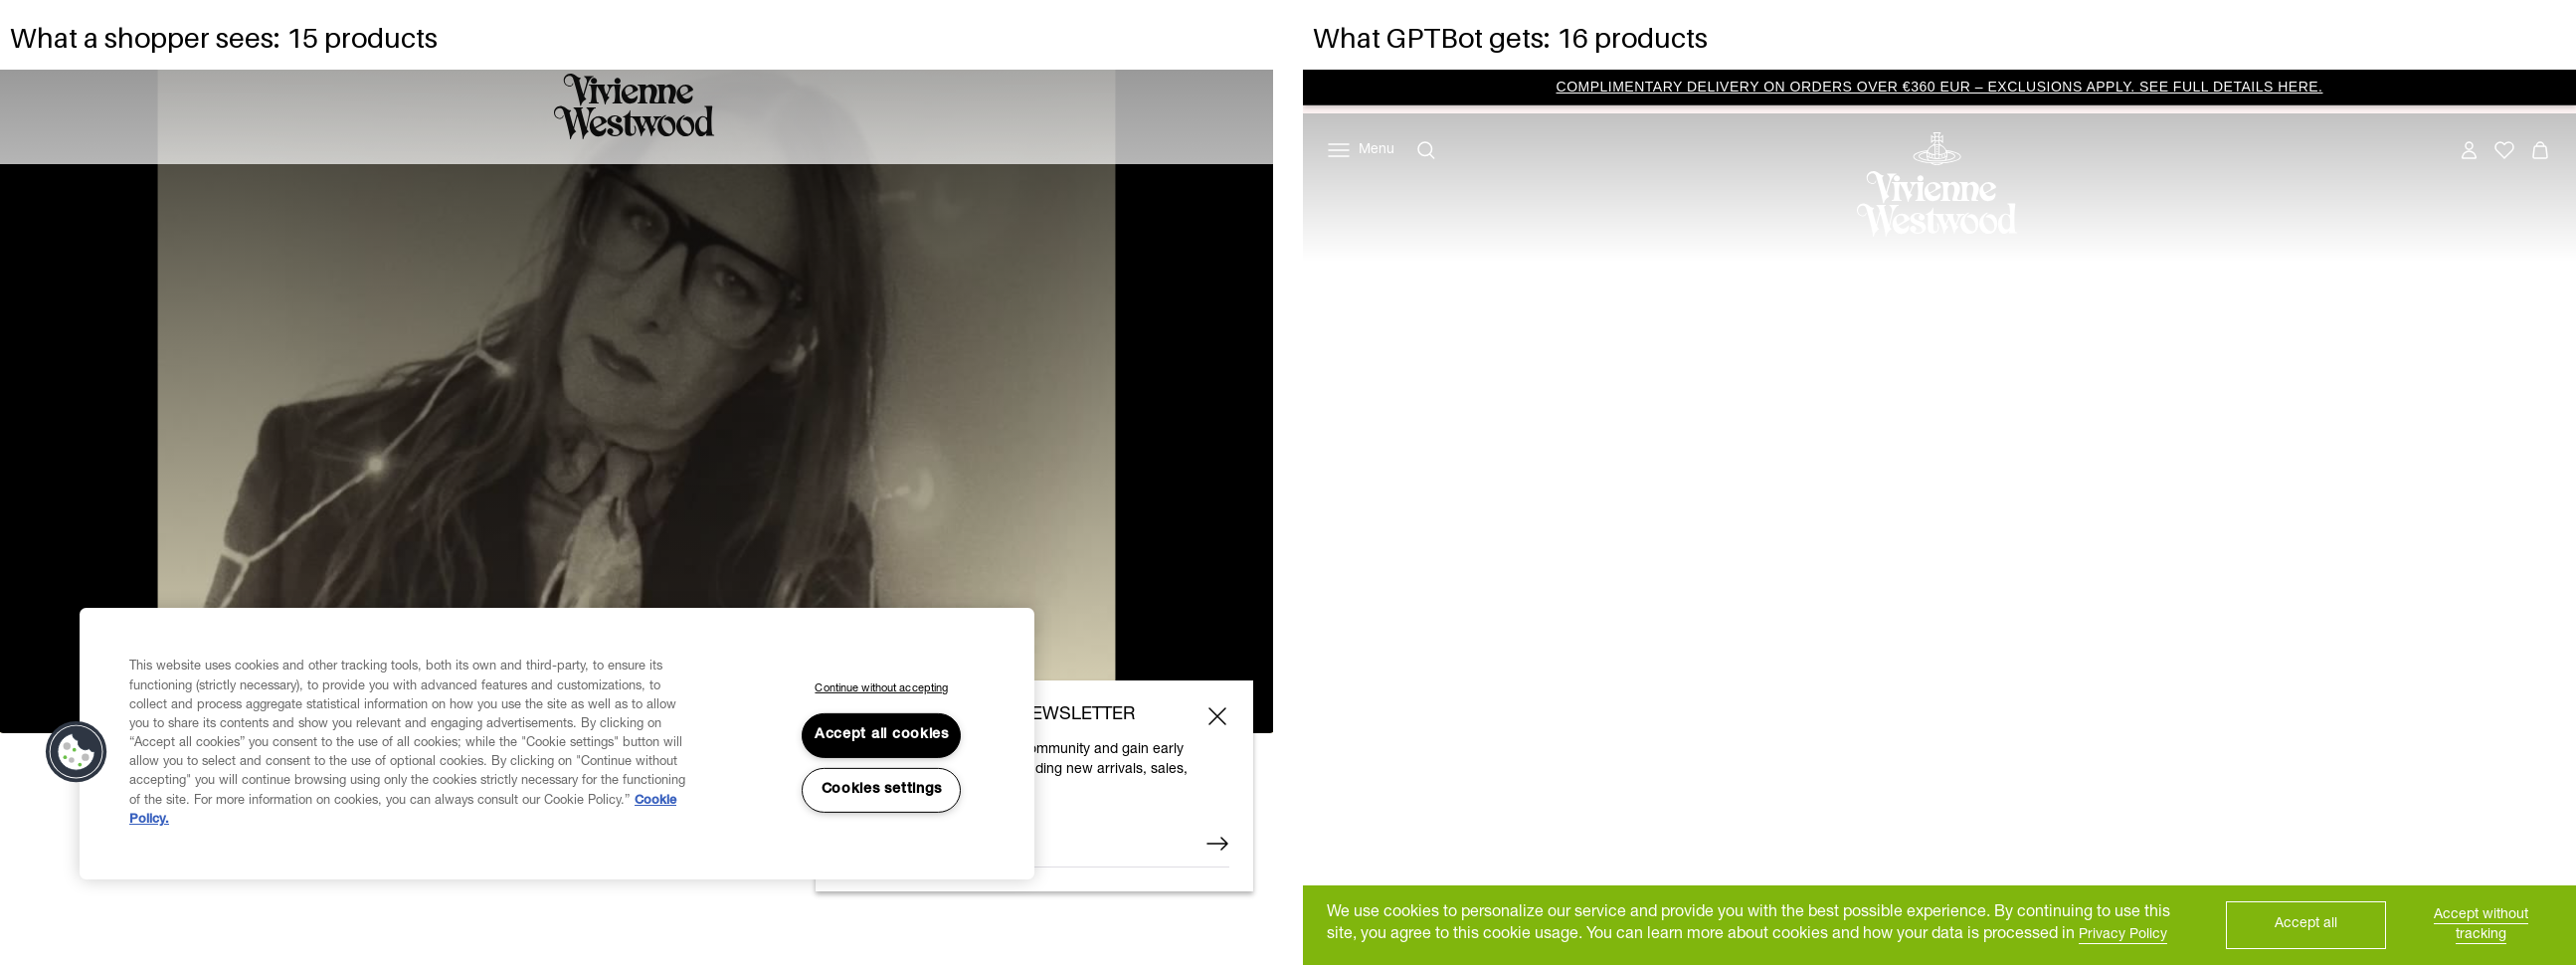 What a shopper sees: 15 products
Vivienne
Westwood
This website uses cookies and other tracking tools, both its own and third-party, to ensure its
functioning (strictly necessary), to provide you with advanced features and customizations, to
collect and process aggregate statistical information on how you use the site as well as to allow
you to share its contents and show you relevant and engaging advertisements. By clicking on
“Accept all cookies” you consent to the use of all cookies; while the "Cookie settings" button will
allow you to select and consent to the use of optional cookies. By clicking on "Continue without
accepting" you will continue browsing using only the cookies strictly necessary for the functioning
of the site. For more information on cookies, you can always consult our Cookie Policy.” Cookie
Policy.
Continue without accepting
Accept all cookies
Cookies settings
EWSLETTER
ommunity and gain early
ding new arrivals, sales,
What GPTBot gets: 16 products
COMPLIMENTARY DELIVERY ON ORDERS OVER €360 EUR – EXCLUSIONS APPLY. SEE FULL DETAILS HERE.
Menu
Vivienne
Westwood
We use cookies to personalize our service and provide you with the best possible experience. By continuing to use this
site, you agree to this cookie usage. You can learn more about cookies and how your data is processed in Privacy Policy
Accept all
Accept without
tracking